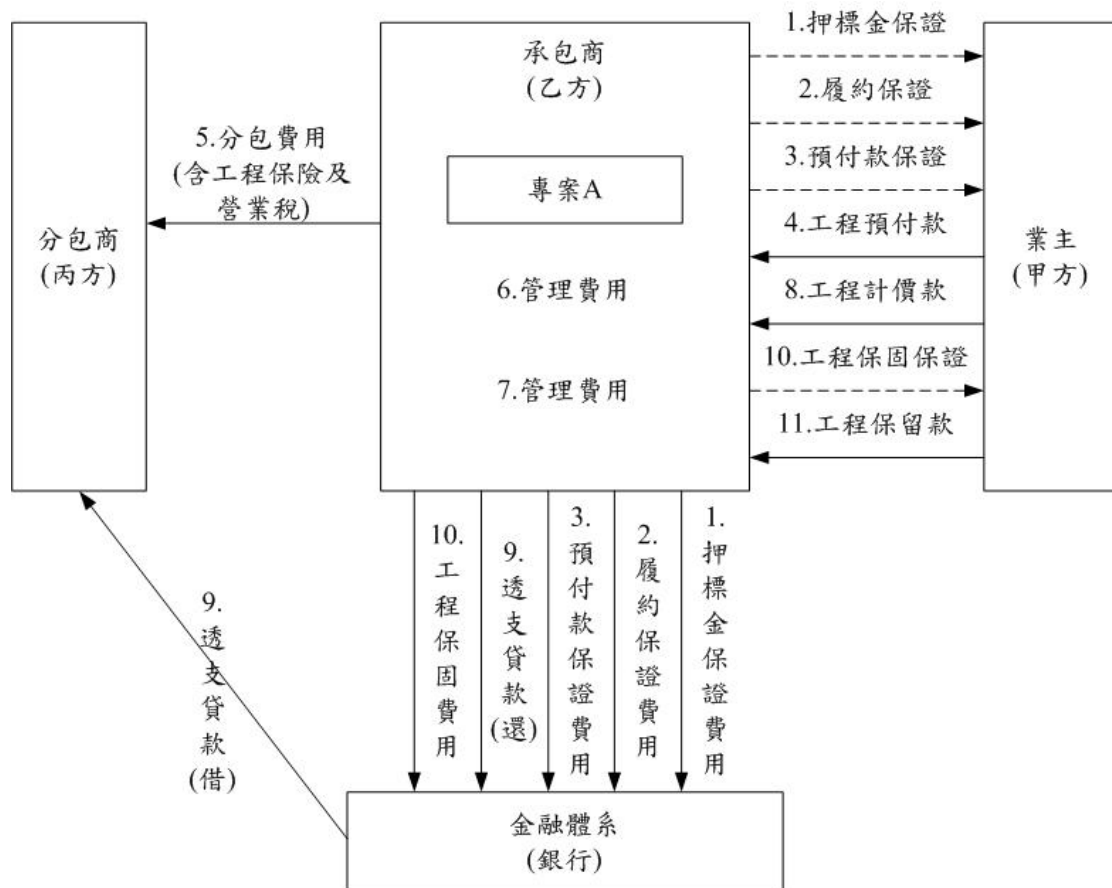 1.押標金保證
承包商
(乙方)
2.履約保證
5.分包費用
(含工程保險及
營業稅)
3.預付款保證
專案A
4.工程預付款
分包商
(丙方)
業主
(甲方)
6.管理費用
8.工程計價款
10.工程保固保證
7.管理費用
11.工程保留款
10.工程保固費用
9.透支貸款(還)
3.預付款保證費用
2.履約保證費用
1.押標金保證費用
9.透支貸款(借)
金融體系
(銀行)